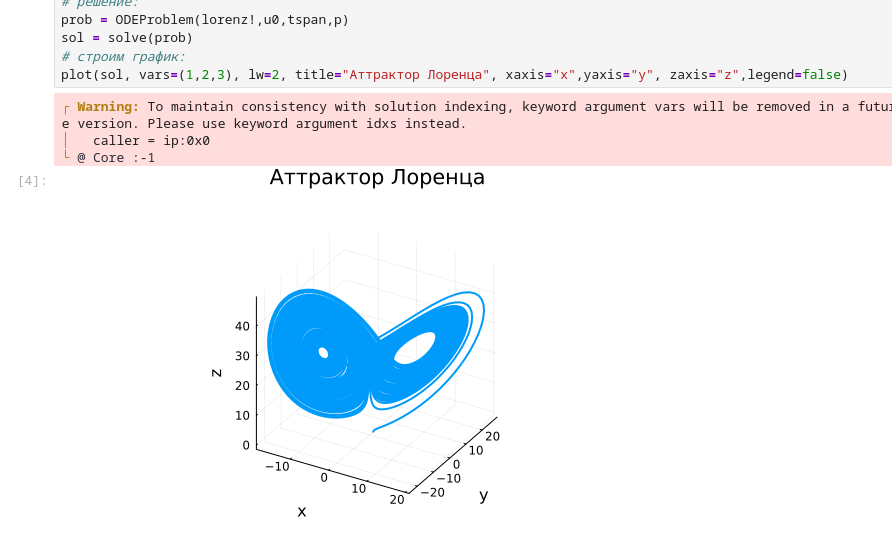 # решение:
prob = ODEProblem(lorenz!,u0,tspan,p)
sol = solve(prob)
# строим график:
plot(sol, vars=(1,2,3), lw=2, title="Аттрактор Лоренца", xaxis="x",yaxis="y", zaxis="z",legend=false)
┌ Warning: To maintain consistency with solution indexing, keyword argument vars will be removed in a futur
e version. Please use keyword argument idxs instead.
│   caller = ip:0x0
└ @ Core :-1
[4]:
Аттрактор Лоренца
40
30
z
20
10
0
−10
0
10
20
x
−20
−10
0
10
20
y